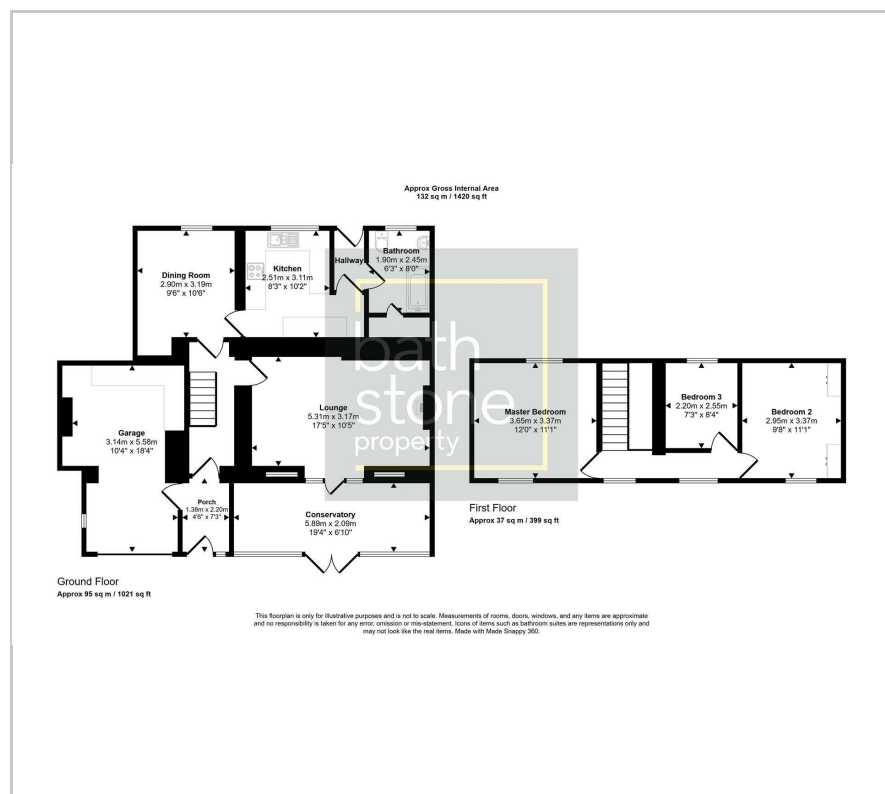 Approx Gross Internal Area
132 sq m / 1420 sq ft
Dining Room
2.90m x 3.19m
9'6" x 10'6"
Kitchen
2.51m x 3.11m
8'3" x 10'2"
Hallway
Bathroom
1.90m x 2.45m
6'3" x 8'0"
bath
stone
property
Garage
3.14m x 5.58m
10'4" x 18'4"
Lounge
5.31m x 3.17m
17'5" x 10'5"
Porch
1.38m x 2.20m
4'6" x 7'3"
Conservatory
5.89m x 2.09m
19'4" x 6'10"
Master Bedroom
3.65m x 3.37m
12'0" x 11'1"
Bedroom 3
2.20m x 2.55m
7'3" x 8'4"
Bedroom 2
2.95m x 3.37m
9'8" x 11'1"
First Floor
Approx 37 sq m / 399 sq ft
Ground Floor
Approx 95 sq m / 1021 sq ft
This floorplan is only for illustrative purposes and is not to scale. Measurements of rooms, doors, windows, and any items are approximate
and no responsibility is taken for any error, omission or mis-statement. Icons of items such as bathroom suites are representations only and
may not look like the real items. Made with Made Snappy 360.